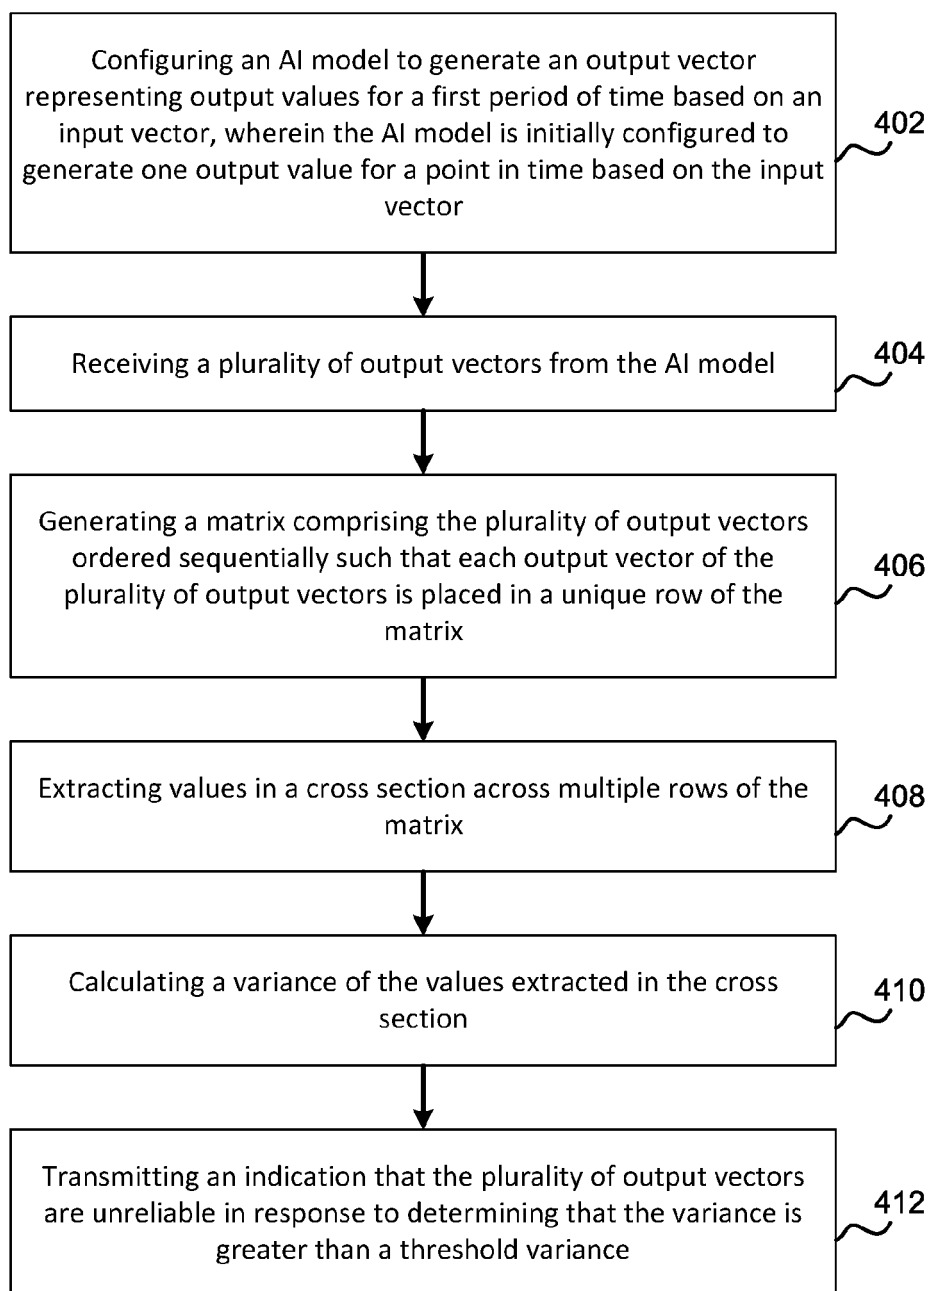 Configuring an AI model to generate an output vector
representing output values for a first period of time based on an
input vector, wherein the AI model is initially configured to
generate one output value for a point in time based on the input
vector
402
Receiving a plurality of output vectors from the AI model
404
Generating a matrix comprising the plurality of output vectors
ordered sequentially such that each output vector of the
plurality of output vectors is placed in a unique row of the
matrix
406
Extracting values in a cross section across multiple rows of the
matrix
408
Calculating a variance of the values extracted in the cross
section
410
Transmitting an indication that the plurality of output vectors
are unreliable in response to determining that the variance is
greater than a threshold variance
412